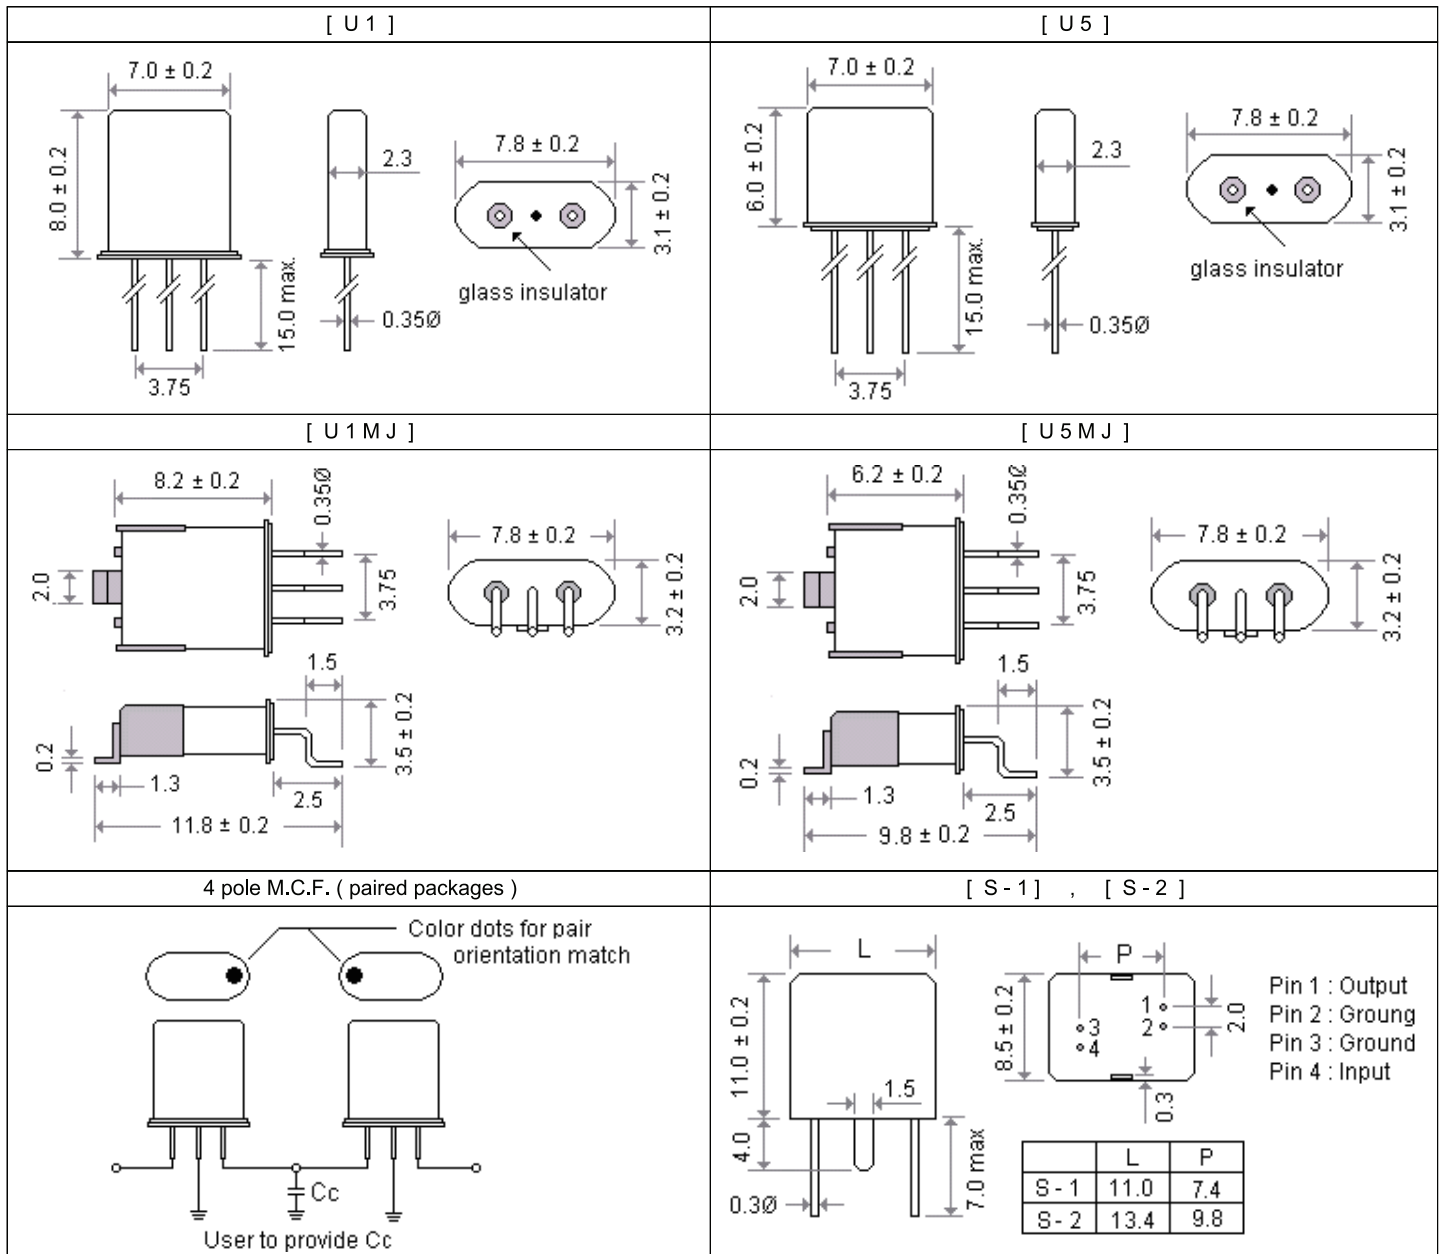 [ U 1 ]
7.0 ± 0.2
8.0 ± 0.2
2.3
7.8 ± 0.2
3.1 ± 0.2
glass insulator
15.0 max.
0.35Ø
3.75
[ U 5 ]
7.0 ± 0.2
6.0 ± 0.2
2.3
7.8 ± 0.2
3.1 ± 0.2
glass insulator
15.0 max.
0.35Ø
3.75
[ U 1 M J ]
8.2 ± 0.2
0.35Ø
2.0
3.75
7.8 ± 0.2
3.2 ± 0.2
1.5
0.2
3.5 ± 0.2
1.3
2.5
11.8 ± 0.2
[ U 5 M J ]
6.2 ± 0.2
0.35Ø
2.0
3.75
7.8 ± 0.2
3.2 ± 0.2
1.5
0.2
3.5 ± 0.2
1.3
2.5
9.8 ± 0.2
4 pole M.C.F. ( paired packages )
Color dots for pair
orientation match
Cc
User to provide Cc
[ S - 1 ] , [ S - 2 ]
L
11.0 ± 0.2
1.5
4.0
7.0 max
0.3Ø
P
8.5 ± 0.2
1
2
3
4
2.0
0.3
Pin 1 : Output
Pin 2 : Groung
Pin 3 : Ground
Pin 4 : Input
L P
S - 1 11.0 7.4
S - 2 13.4 9.8